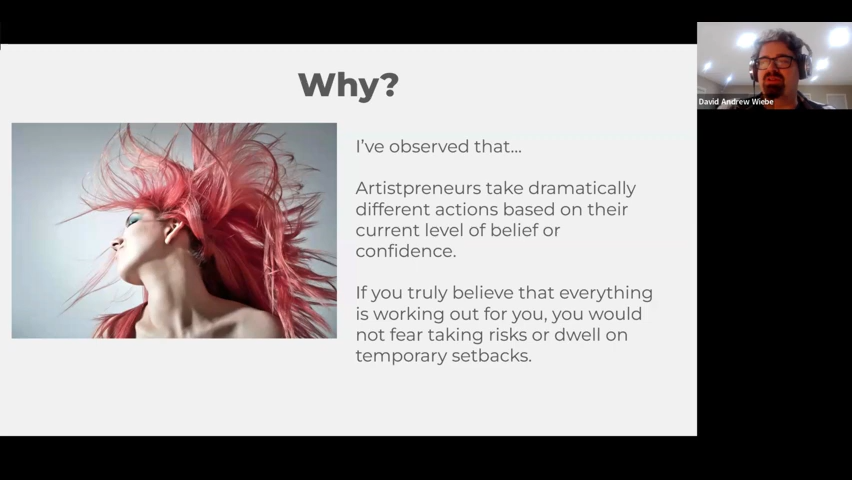 Why?
I've observed that...
Artistpreneurs take dramatically
different actions based on their
current level of belief or
confidence.
If you truly believe that everything
is working out for you, you would
not fear taking risks or dwell on
temporary setbacks.
David Andrew Wiebe